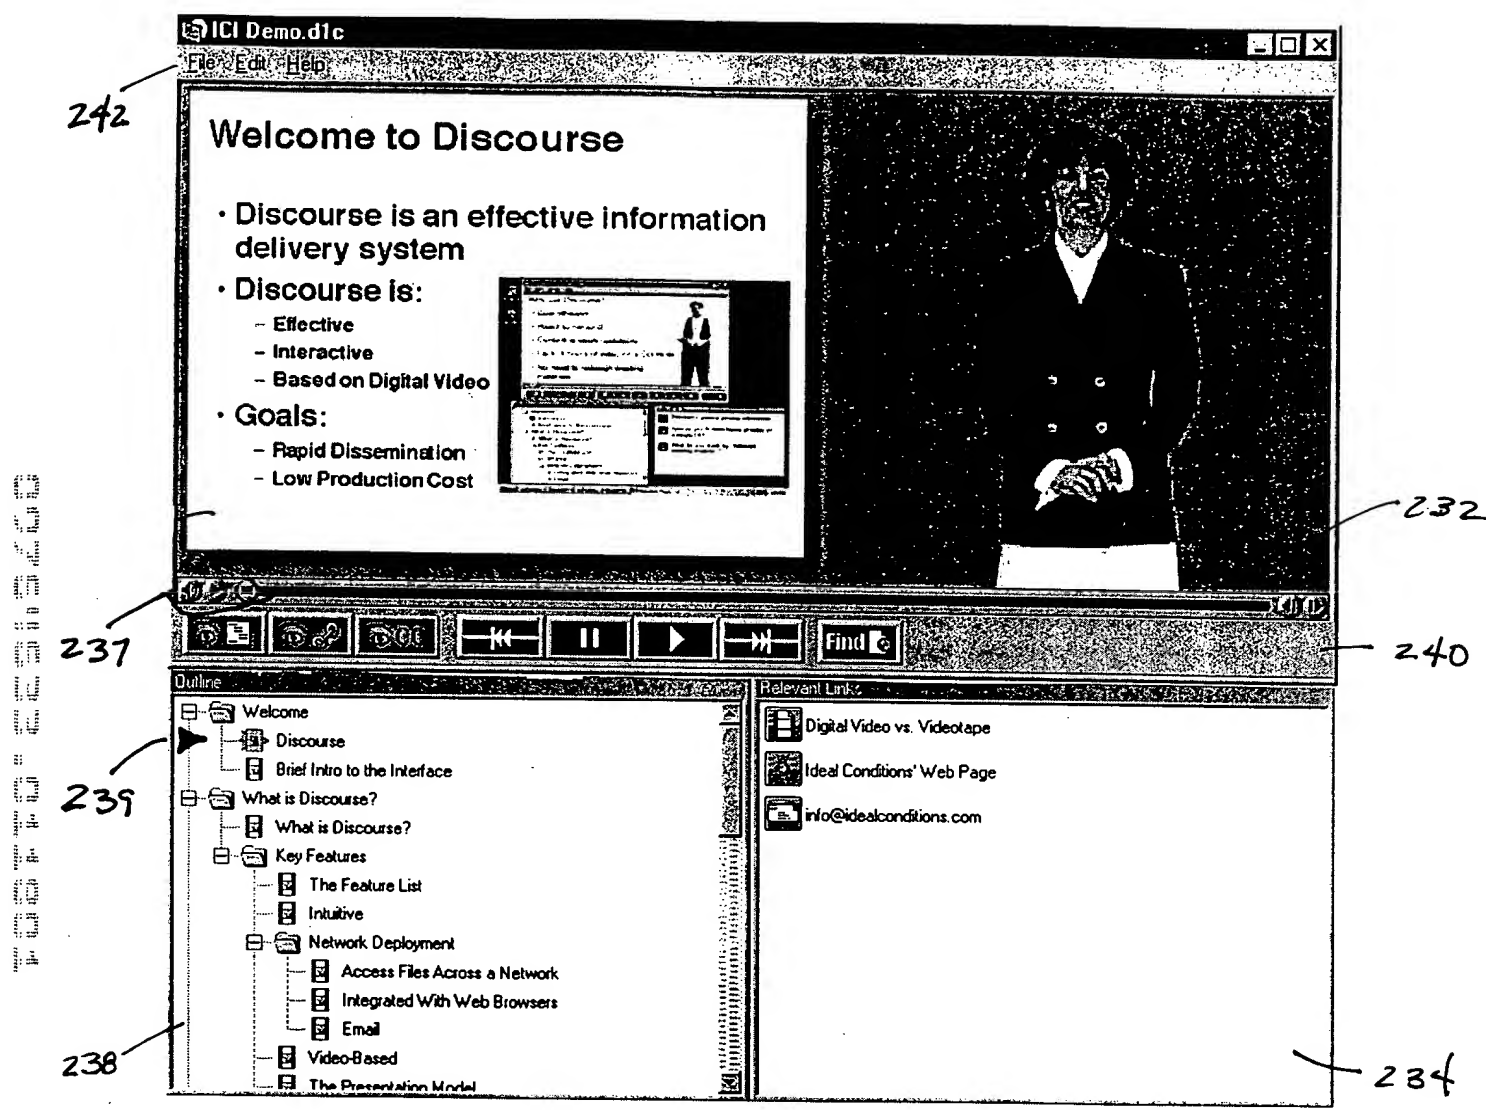 ICI Demo.d1c
File Edit Help
242
Welcome to Discourse
· Discourse is an effective information
delivery system
· Discourse is:
– Effective
– Interactive
– Based on Digital Video
· Goals:
– Rapid Dissemination
– Low Production Cost
232
237
Find
240
Outline
Welcome
Discourse
239
Brief Intro to the Interface
What is Discourse?
What is Discourse?
Key Features
The Feature List
Intuitive
Network Deployment
Access Files Across a Network
Integrated With Web Browsers
Email
238
Video-Based
The Presentation Model
Relevant Links
Digital Video vs. Videotape
Ideal Conditions' Web Page
info@idealconditions.com
234